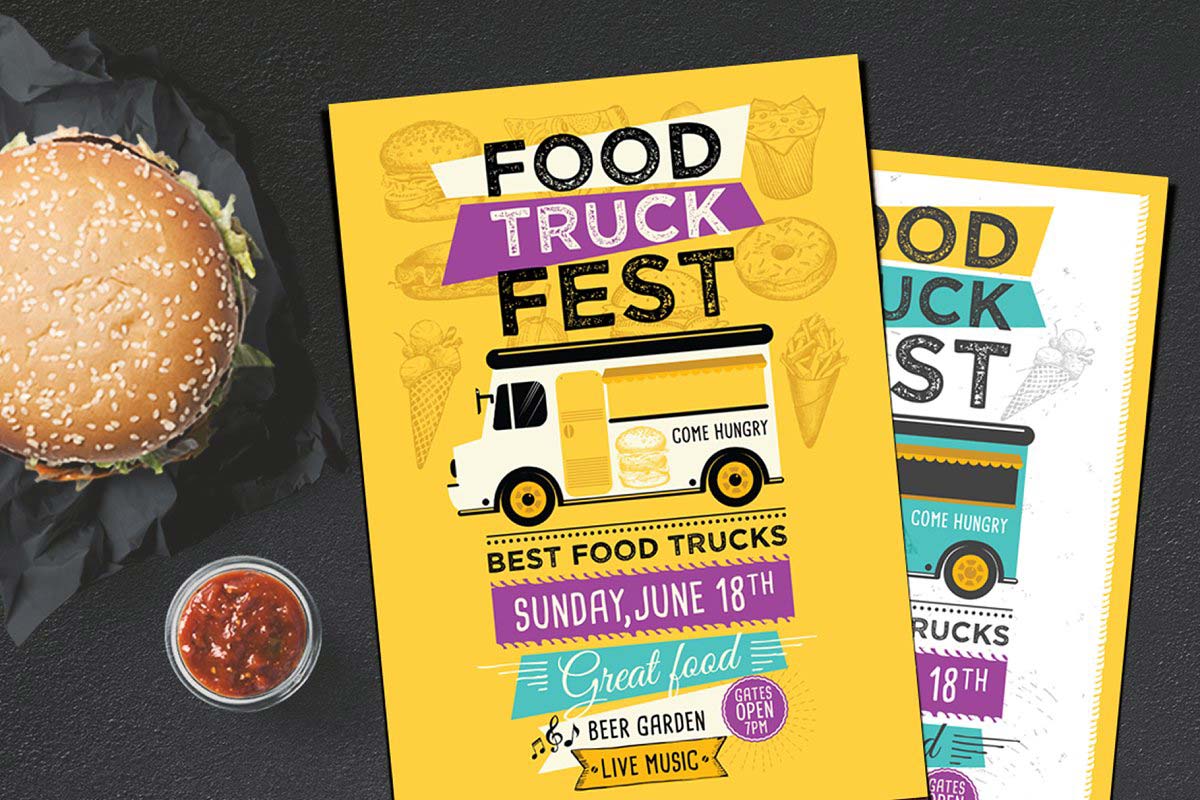 FOOD
TRUCK
FEST
COME HUNGRY
BEST FOOD TRUCKS
SUNDAY, JUNE 18TH
Great food
GATES
OPEN
7PM
BEER GARDEN
LIVE MUSIC
OOD
UCK
ST
COME HUNGRY
RUCKS
18TH
d
GATES